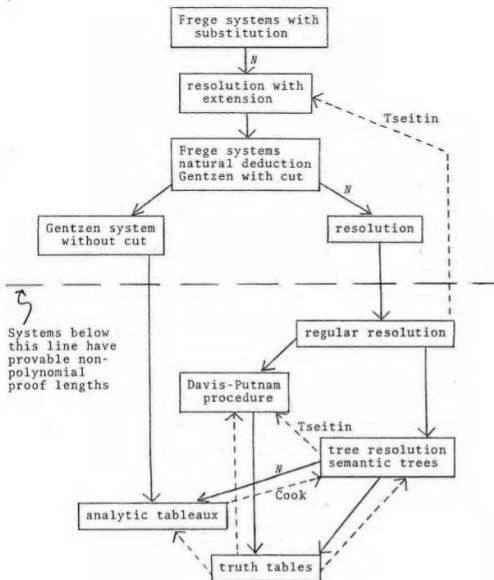 Frege systems with
substitution
N
resolution with
extension
Tseitin
Frege systems
natural deduction
Gentzen with cut
N
Gentzen system
without cut
resolution
Systems below
this line have
provable non-
polynomial
proof lengths
regular resolution
Davis-Putnam
procedure
Tseitin
tree resolution
semantic trees
N
Cook
analytic tableaux
truth tables